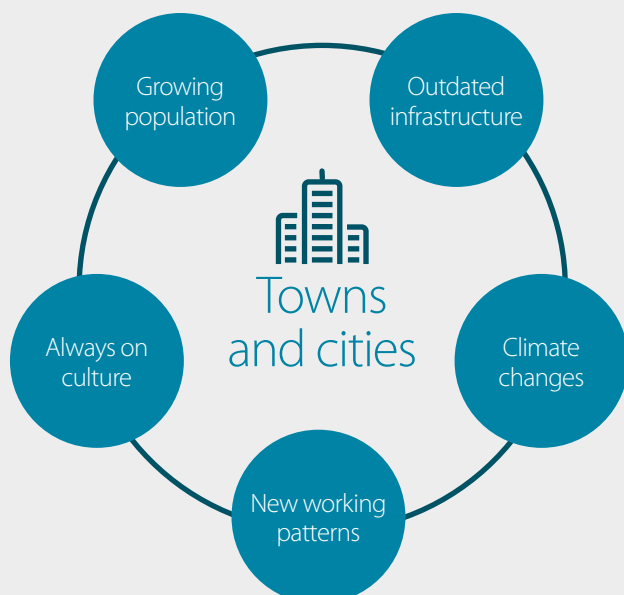 Growing
population
Outdated
infrastructure
Towns
and cities
Always on
culture
Climate
changes
New working
patterns